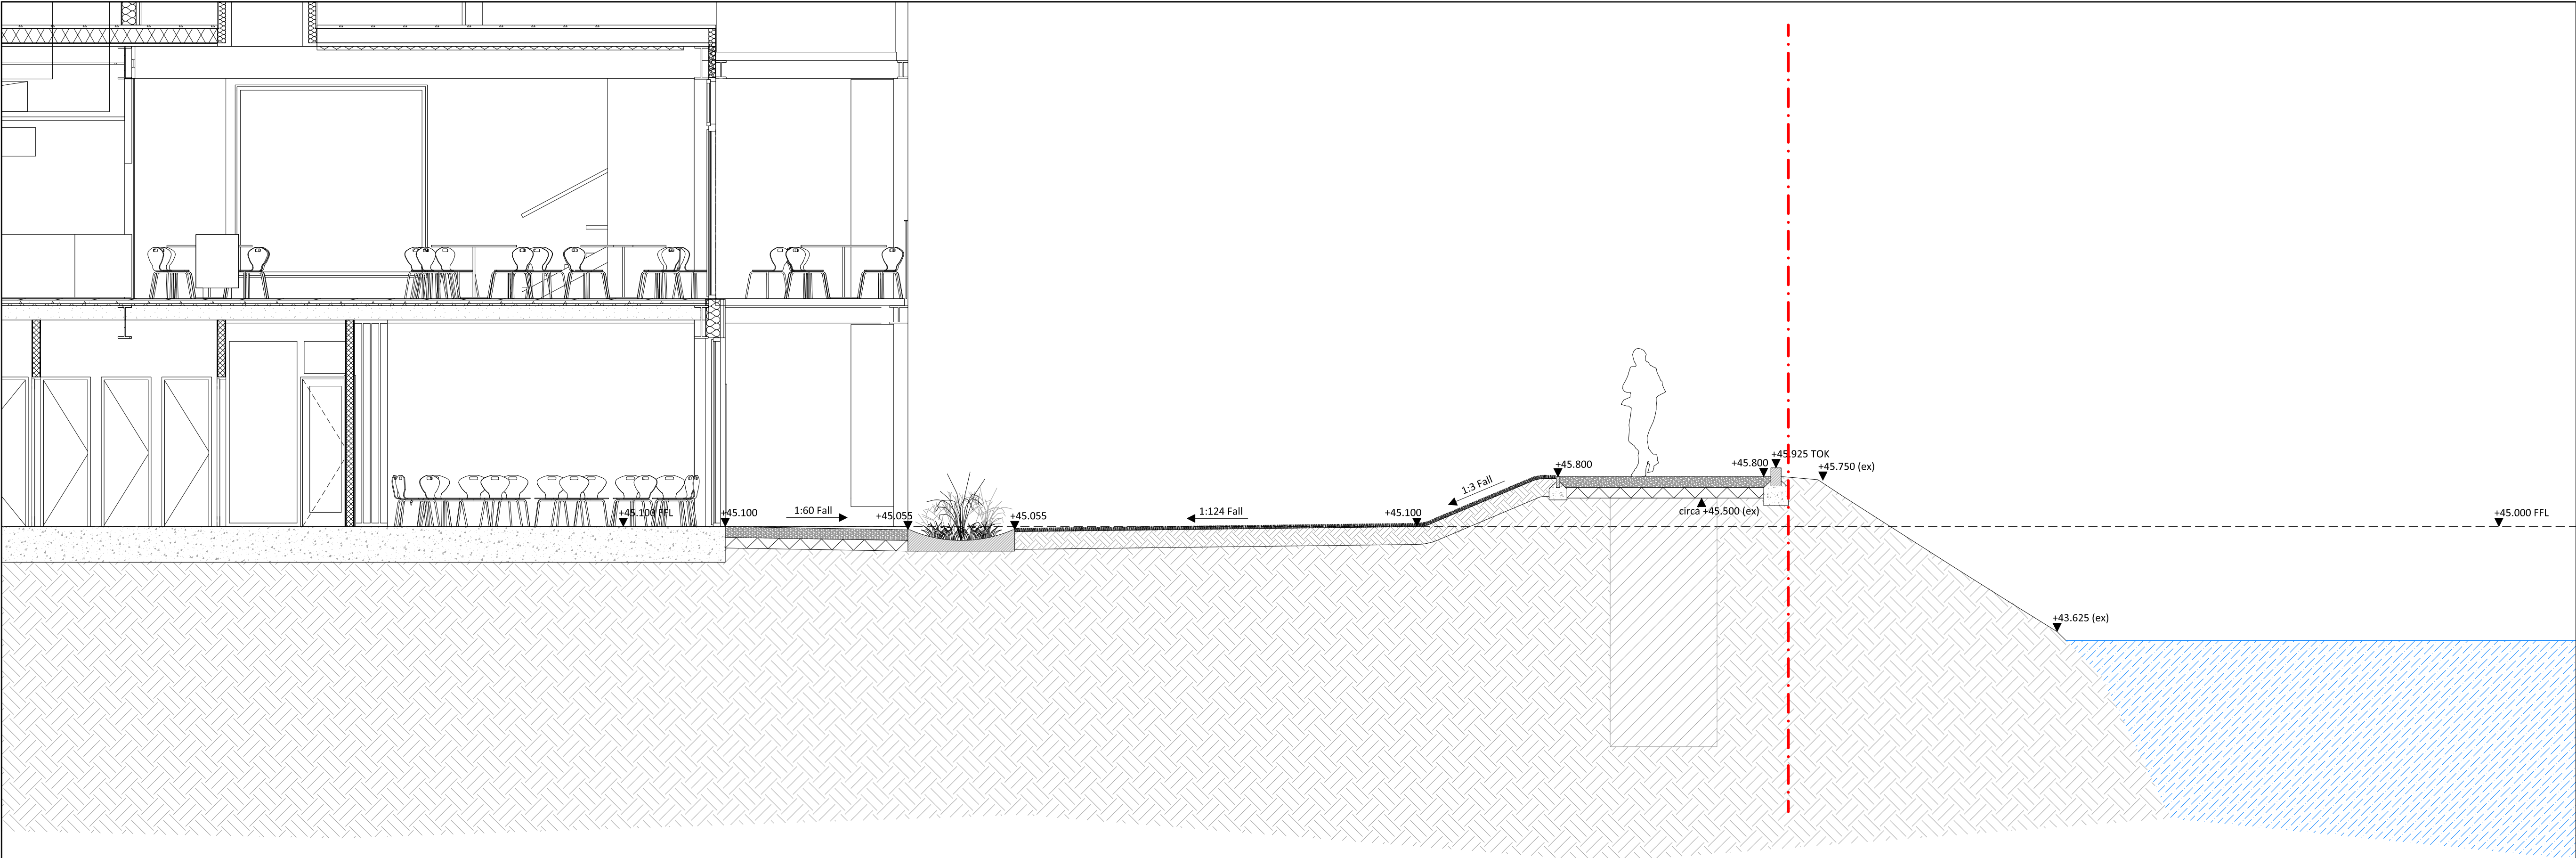 +45.925 TOK
+45.800
+45.800
+45.750 (ex)
1:3 Fall
+45.100 FFL
+45.100
1:60 Fall
+45.055
+45.055
1:124 Fall
+45.100
circa +45.500 (ex)
+45.000 FFL
+43.625 (ex)